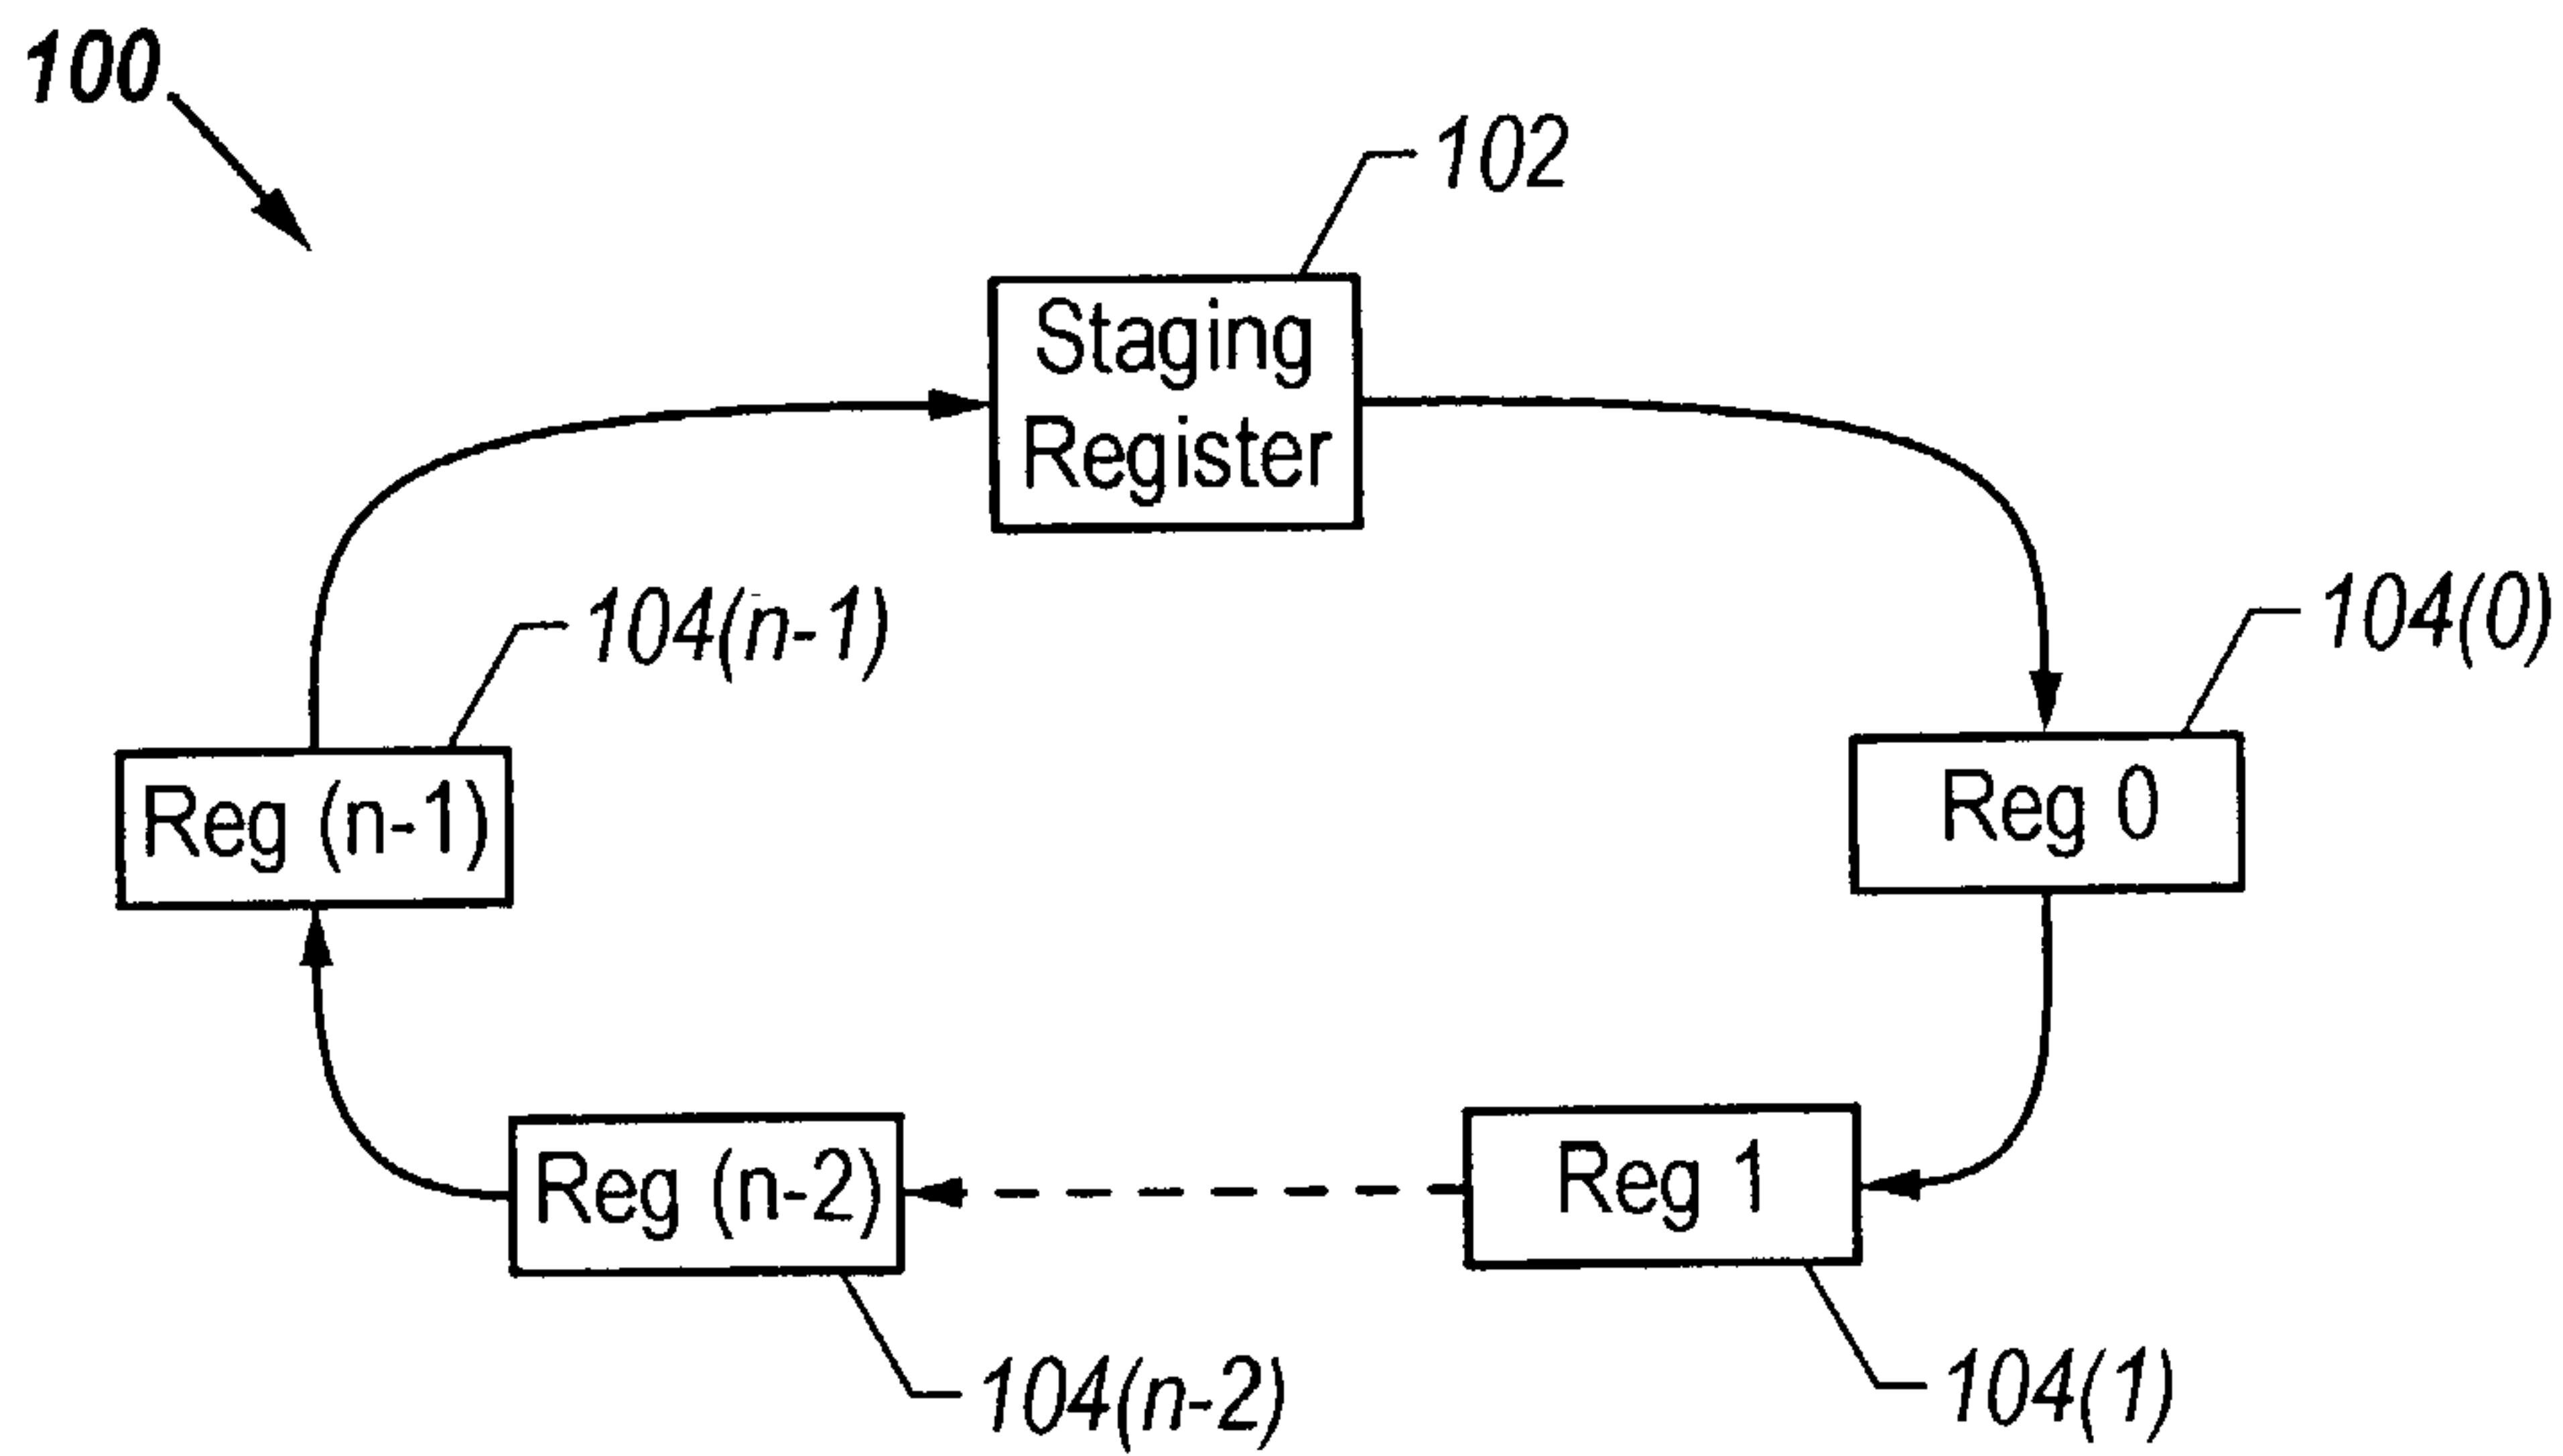 100
102
Staging
Register
104(n-1)
104(0)
Reg (n-1)
Reg 0
Reg (n-2)
Reg 1
104(n-2)
104(1)